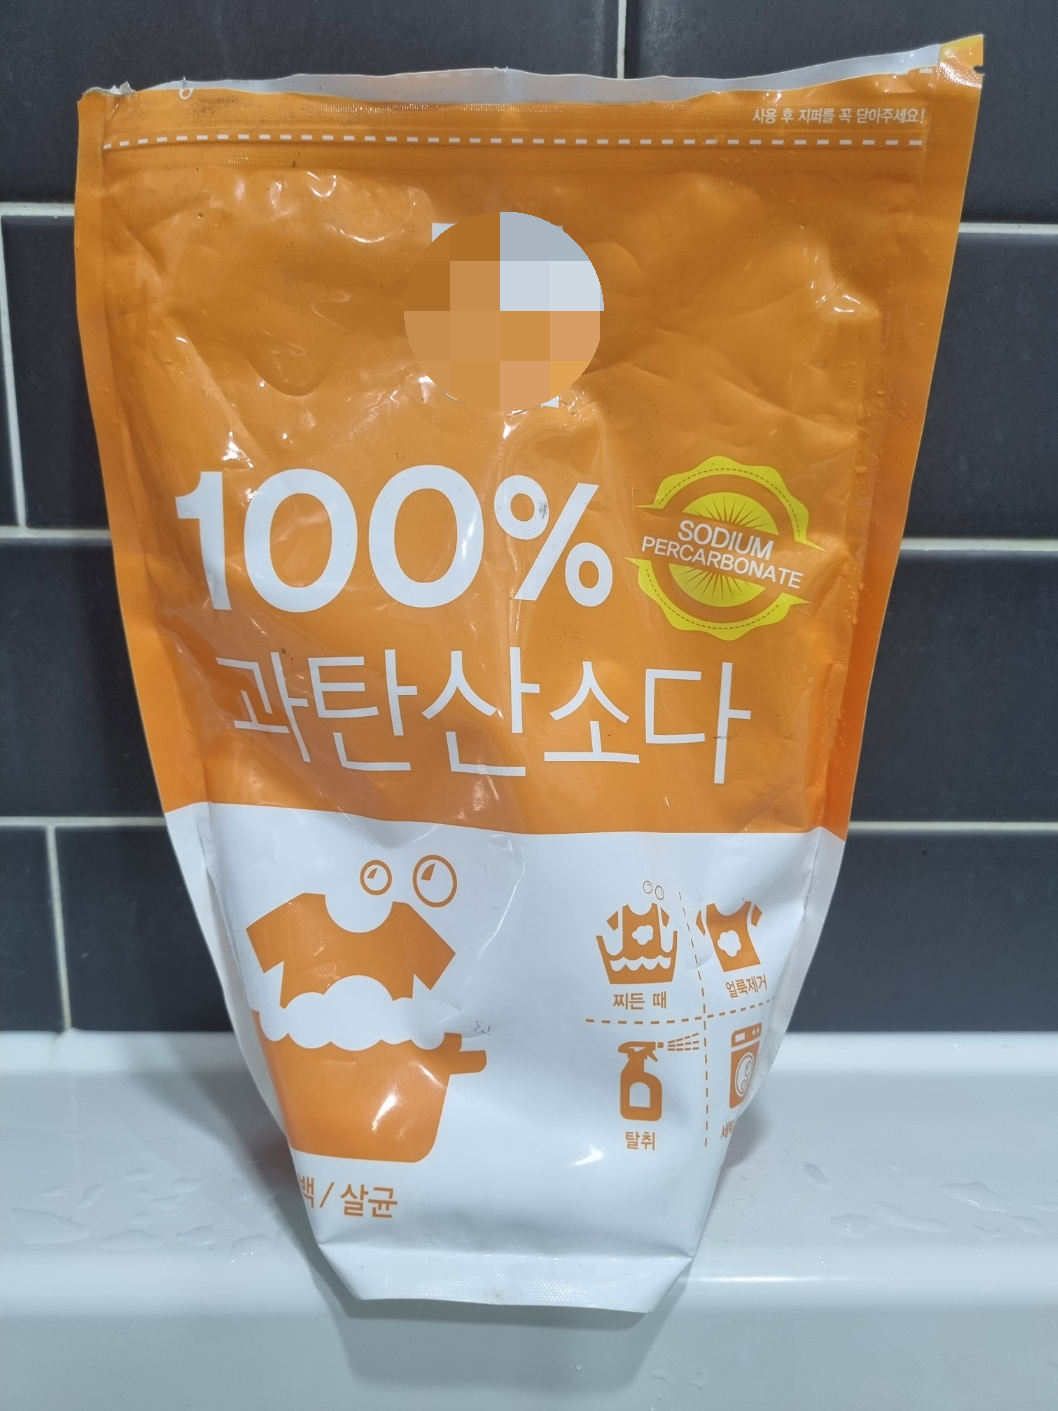 사용 후 지퍼를 꼭 닫아주세요!
100%
SODIUM
PERCARBONATE
과탄산소다
찌든 때
얼룩제거
탈취
/ 살균